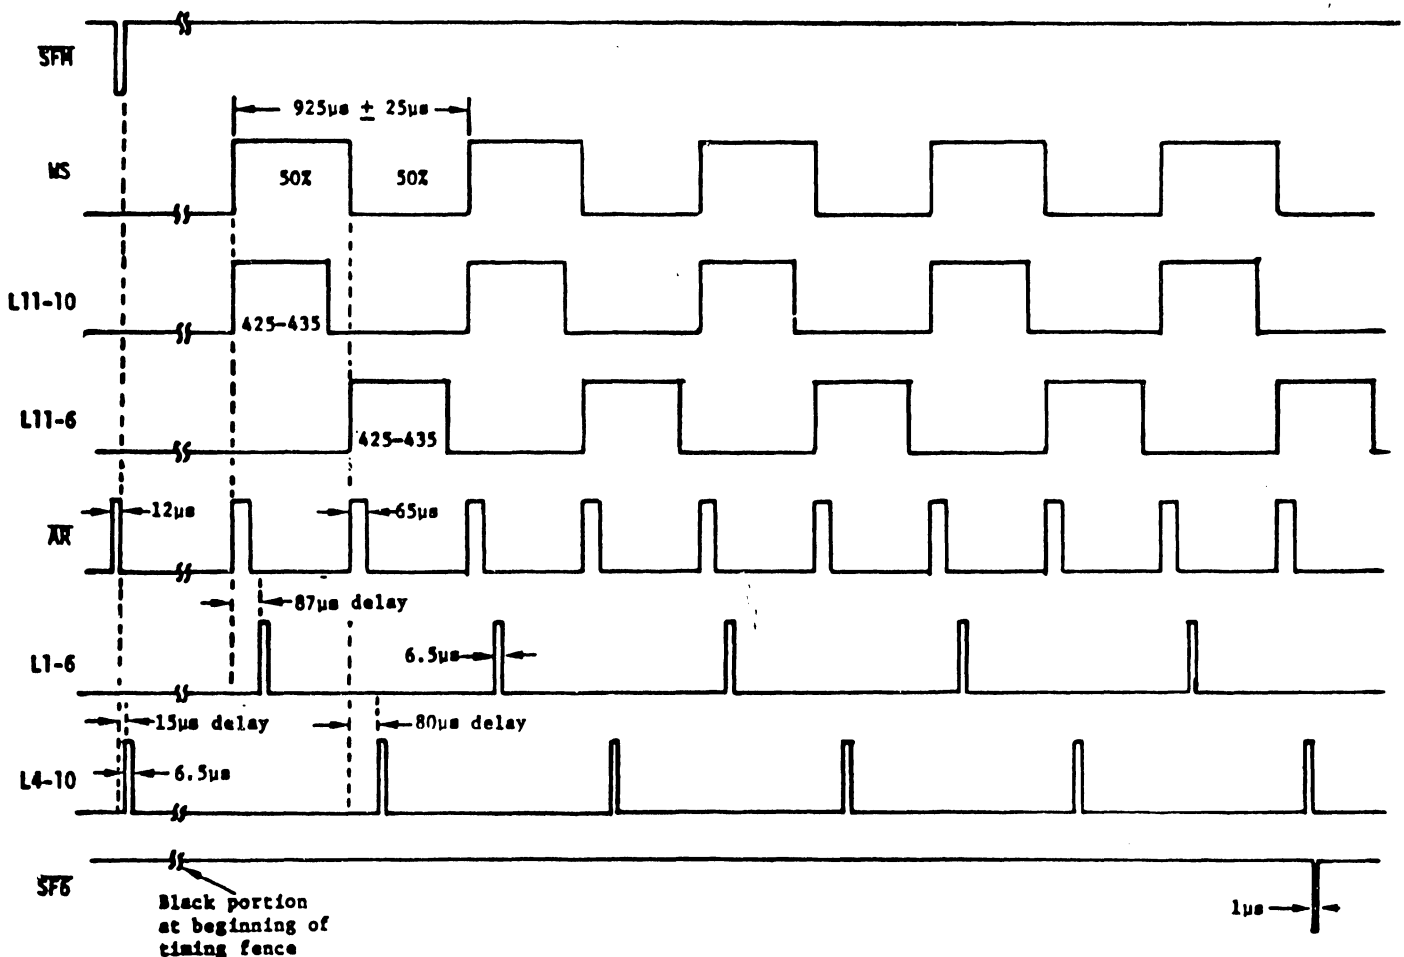 SFM
925µs ± 25µs
WS
50% 50%
L11-10
425-435
L11-6
425-435
AR
12µs
65µs
87µs delay
L1-6
6.5µs
15µs delay
80µs delay
L4-10
6.5µs
SF6
Black portion
at beginning of
timing fence
1µs